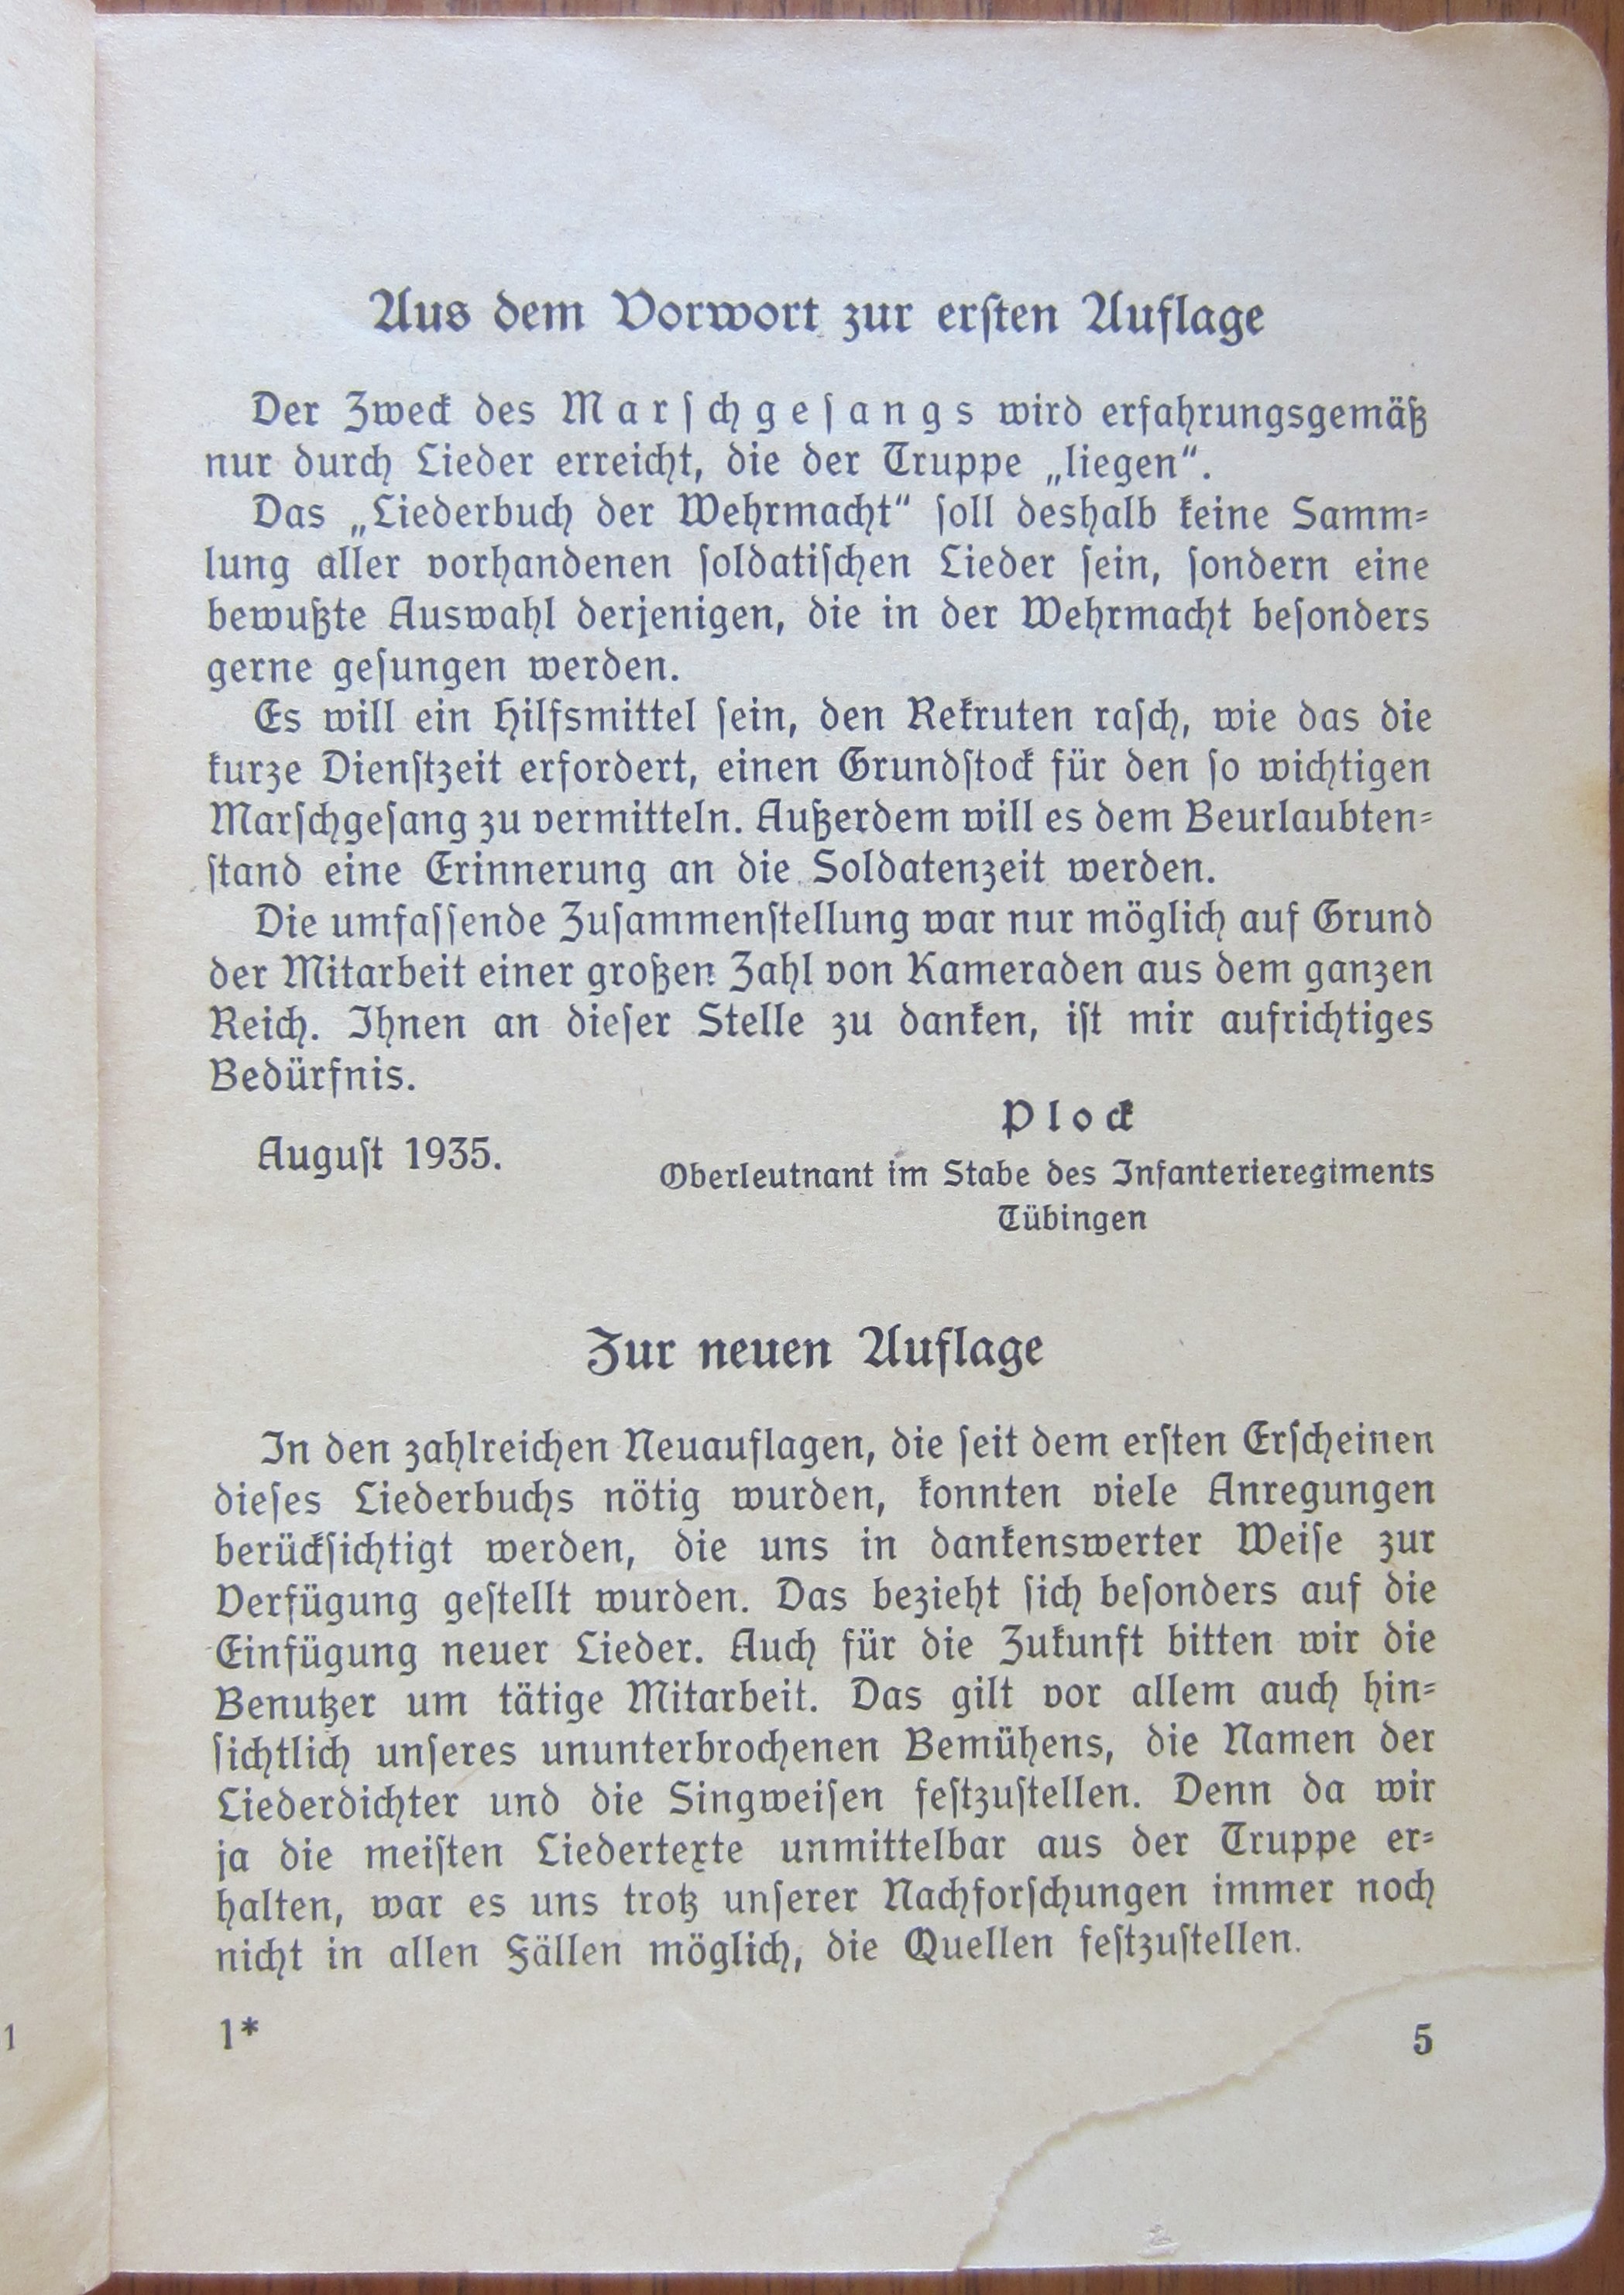 Aus dem Vorwort zur ersten Auflage
Der Zweck des Marschgesangs wird erfahrungsgemäß
nur durch Lieder erreicht, die der Truppe „liegen“.
Das „Liederbuch der Wehrmacht“ soll deshalb keine Samm-
lung aller vorhandenen soldatischen Lieder sein, sondern eine
bewußte Auswahl derjenigen, die in der Wehrmacht besonders
gerne gesungen werden.
Es will ein Hilfsmittel sein, den Rekruten rasch, wie das die
kurze Dienstzeit erfordert, einen Grundstock für den so wichtigen
Marschgesang zu vermitteln. Außerdem will es dem Beurlaubten-
stand eine Erinnerung an die Soldatenzeit werden.
Die umfassende Zusammenstellung war nur möglich auf Grund
der Mitarbeit einer großen Zahl von Kameraden aus dem ganzen
Reich. Ihnen an dieser Stelle zu danken, ist mir aufrichtiges
Bedürfnis.
Plock
August 1935.
Oberleutnant im Stabe des Infanterieregiments
Tübingen
Zur neuen Auflage
In den zahlreichen Neuauflagen, die seit dem ersten Erscheinen
dieses Liederbuchs nötig wurden, konnten viele Anregungen
berücksichtigt werden, die uns in dankenswerter Weise zur
Verfügung gestellt wurden. Das bezieht sich besonders auf die
Einfügung neuer Lieder. Auch für die Zukunft bitten wir die
Benutzer um tätige Mitarbeit. Das gilt vor allem auch hin-
sichtlich unseres ununterbrochenen Bemühens, die Namen der
Liederdichter und die Singweisen festzustellen. Denn da wir
ja die meisten Liedertexte unmittelbar aus der Truppe er-
halten, war es uns trotz unserer Nachforschungen immer noch
nicht in allen Fällen möglich, die Quellen festzustellen.
1
1*
5